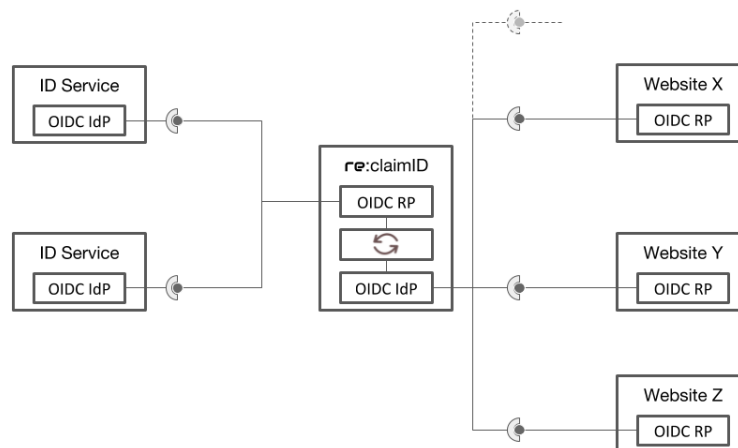 ID Service
OIDC IdP
ID Service
OIDC IdP
re:claimID
OIDC RP
OIDC IdP
Website X
OIDC RP
Website Y
OIDC RP
Website Z
OIDC RP